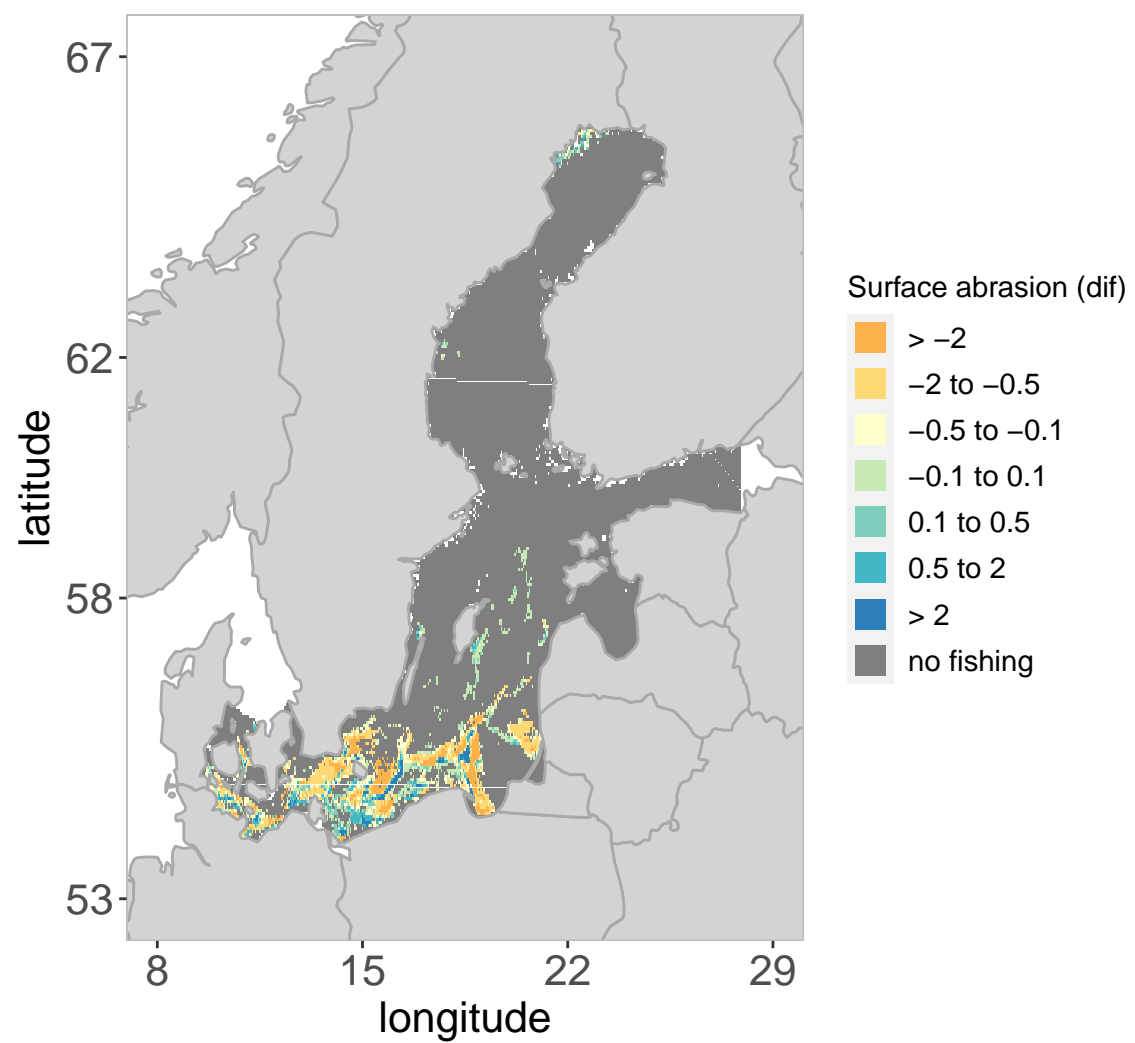 67
62
58
53
8 15 22 29
longitude
latitude
Surface abrasion (dif)
> −2
−2 to −0.5
−0.5 to −0.1
−0.1 to 0.1
0.1 to 0.5
0.5 to 2
> 2
no fishing